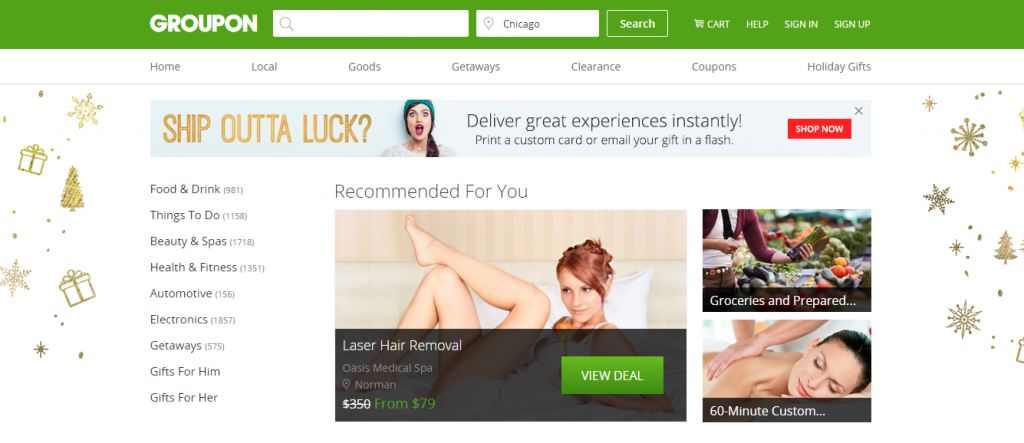 GROUPON
Chicago
Search
CART
HELP
SIGN IN
SIGN UP
Home
Local
Goods
Getaways
Clearance
Coupons
Holiday Gifts
SHIP OUTTA LUCK?
Deliver great experiences instantly!
Print a custom card or email your gift in a flash.
SHOP NOW
Food & Drink (981)
Things To Do (1158)
Beauty & Spas (1718)
Health & Fitness (1351)
Automotive (156)
Electronics (1857)
Getaways (575)
Gifts For Him
Gifts For Her
Recommended For You
Laser Hair Removal
Oasis Medical Spa
Norman
$350 From $79
VIEW DEAL
Groceries and Prepared...
60-Minute Custom...